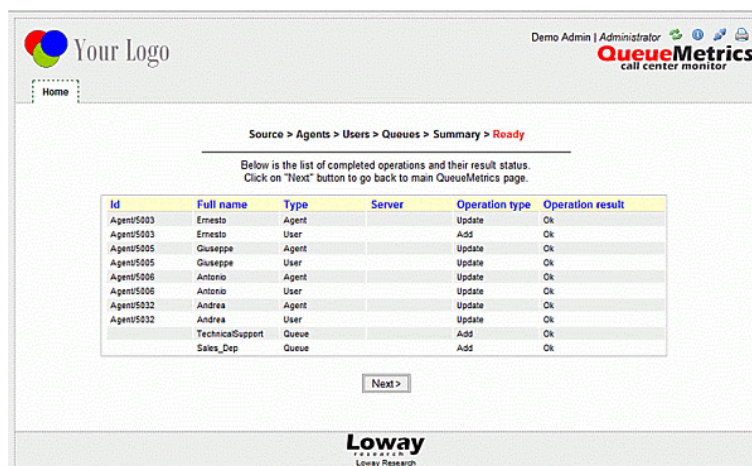 Your Logo
Demo Admin | Administrator
QueueMetrics
call center monitor
Home
Source > Agents > Users > Queues > Summary > Ready
Below is the list of completed operations and their result status.
Click on "Next" button to go back to main QueueMetrics page.
Id Full name Type Server Operation type Operation result
Agent/5003 Ernesto Agent Update Ok
Agent/5003 Ernesto User Add Ok
Agent/5005 Giuseppe Agent Update Ok
Agent/5005 Giuseppe User Update Ok
Agent/5006 Antonio Agent Update Ok
Agent/5006 Antonio User Update Ok
Agent/5032 Andrea Agent Update Ok
Agent/5032 Andrea User Update Ok
TechnicalSupport Queue Add Ok
Sales_Dep Queue Add Ok
Next >
Loway
research
Loway Research